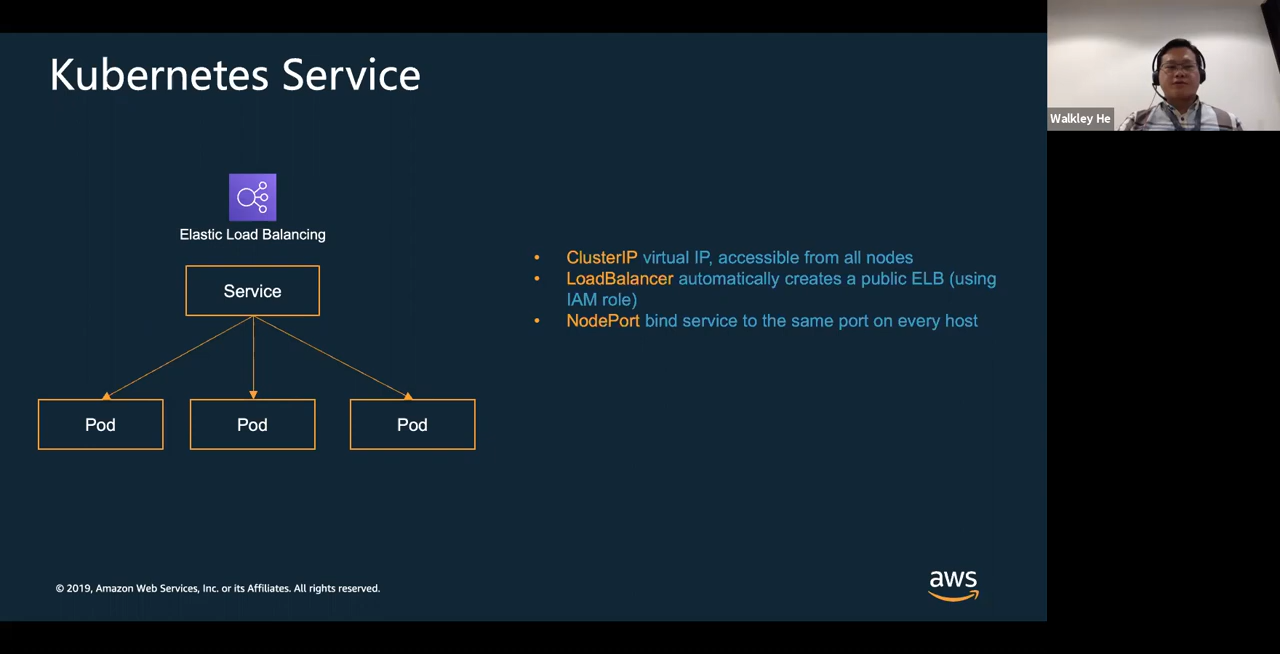 Kubernetes Service
Walkley He
Elastic Load Balancing
Service
Pod
Pod
Pod
• ClusterIP virtual IP, accessible from all nodes
• LoadBalancer automatically creates a public ELB (using
IAM role)
• NodePort bind service to the same port on every host
© 2019, Amazon Web Services, Inc. or its Affiliates. All rights reserved.
aws